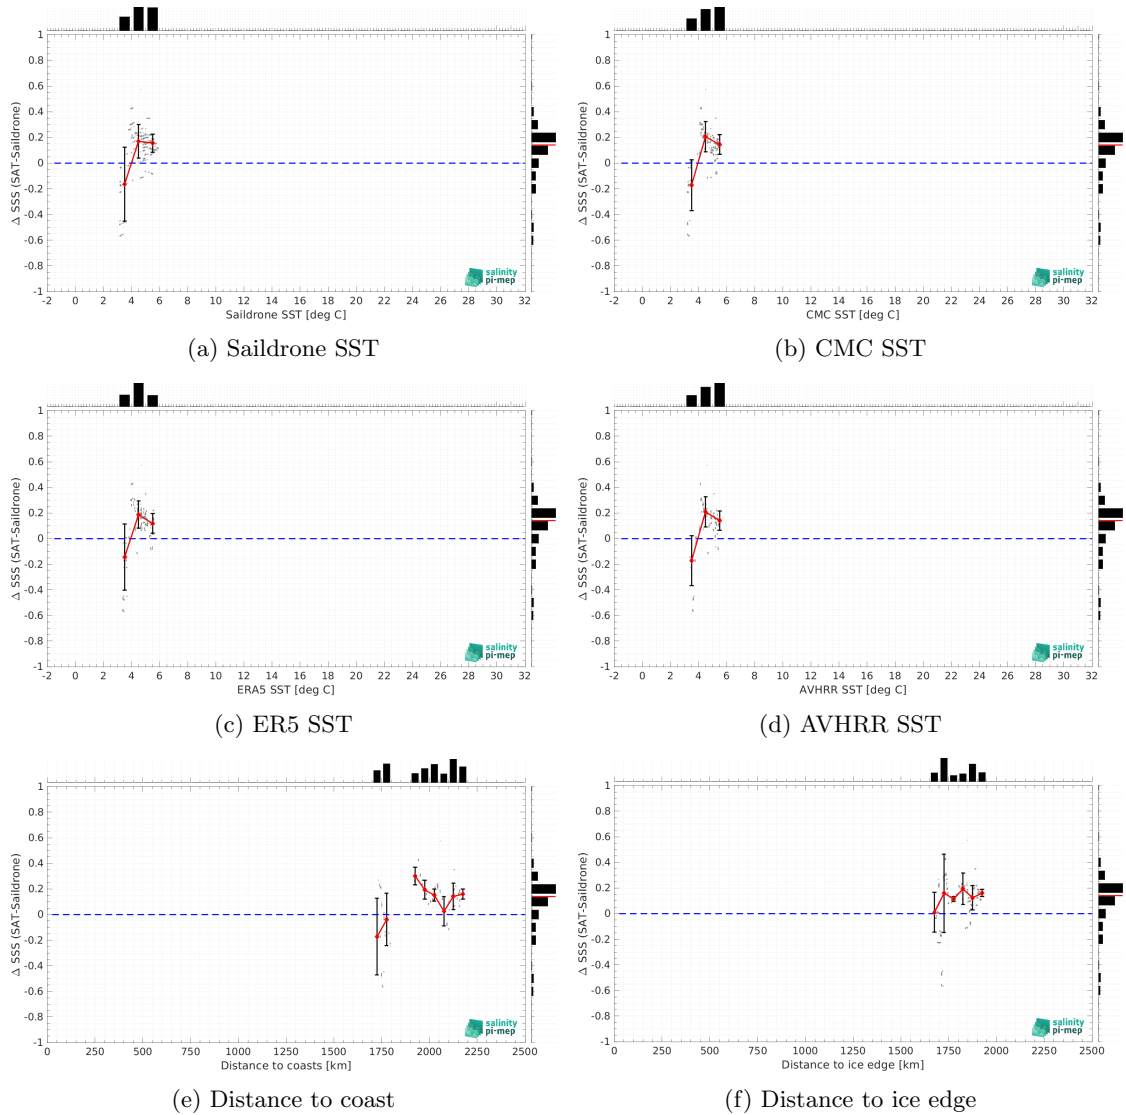 1
0.8
0.6
0.4
0.2
0
-0.2
-0.4
-0.6
-0.8
-1
Δ SSS (SAT-Saildrone)
salinity
pi-mep
-2 0 2 4 6 8 10 12 14 16 18 20 22 24 26 28 30 32
Saildrone SST [deg C]
(a) Saildrone SST
1
0.8
0.6
0.4
0.2
0
-0.2
-0.4
-0.6
-0.8
-1
Δ SSS (SAT-Saildrone)
salinity
pi-mep
-2 0 2 4 6 8 10 12 14 16 18 20 22 24 26 28 30 32
CMC SST [deg C]
(b) CMC SST
1
0.8
0.6
0.4
0.2
0
-0.2
-0.4
-0.6
-0.8
-1
Δ SSS (SAT-Saildrone)
salinity
pi-mep
-2 0 2 4 6 8 10 12 14 16 18 20 22 24 26 28 30 32
ERA5 SST [deg C]
(c) ER5 SST
1
0.8
0.6
0.4
0.2
0
-0.2
-0.4
-0.6
-0.8
-1
Δ SSS (SAT-Saildrone)
salinity
pi-mep
-2 0 2 4 6 8 10 12 14 16 18 20 22 24 26 28 30 32
AVHRR SST [deg C]
(d) AVHRR SST
1
0.8
0.6
0.4
0.2
0
-0.2
-0.4
-0.6
-0.8
-1
Δ SSS (SAT-Saildrone)
salinity
pi-mep
0 250 500 750 1000 1250 1500 1750 2000 2250 2500
Distance to coasts [km]
(e) Distance to coast
1
0.8
0.6
0.4
0.2
0
-0.2
-0.4
-0.6
-0.8
-1
Δ SSS (SAT-Saildrone)
salinity
pi-mep
0 250 500 750 1000 1250 1500 1750 2000 2250 2500
Distance to ice edge [km]
(f) Distance to ice edge